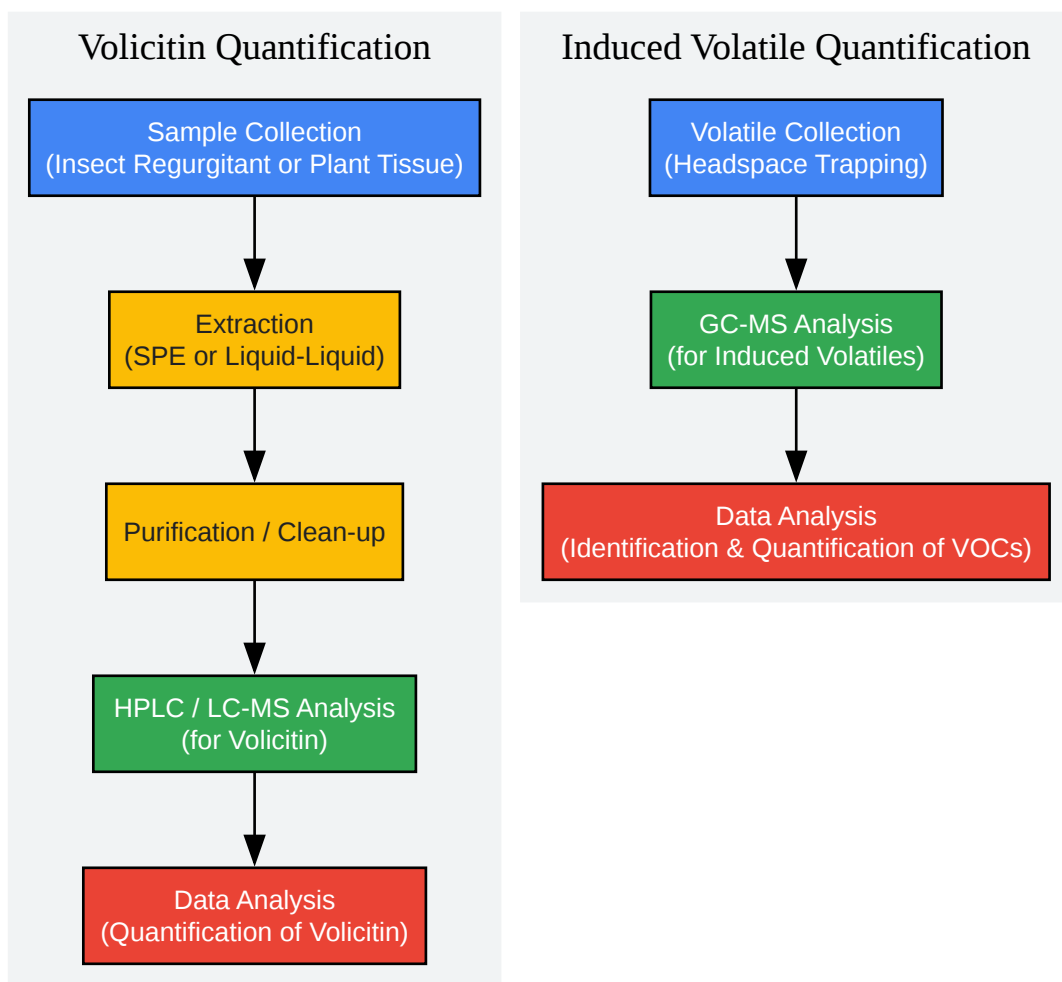 Volicitin Quantification
Sample Collection
(Insect Regurgitant or Plant Tissue)
Extraction
(SPE or Liquid-Liquid)
Purification / Clean-up
HPLC / LC-MS Analysis
(for Volicitin)
Data Analysis
(Quantification of Volicitin)
Induced Volatile Quantification
Volatile Collection
(Headspace Trapping)
GC-MS Analysis
(for Induced Volatiles)
Data Analysis
(Identification & Quantification of VOCs)